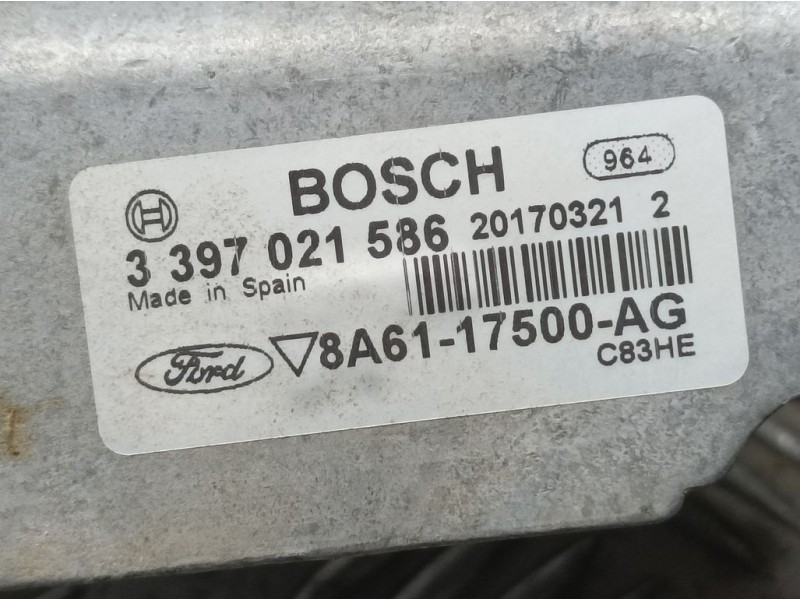 BOSCH 964
3 397 021 586 20170321 2
Made in Spain
Ford 8A61-17500-AG
C83HE